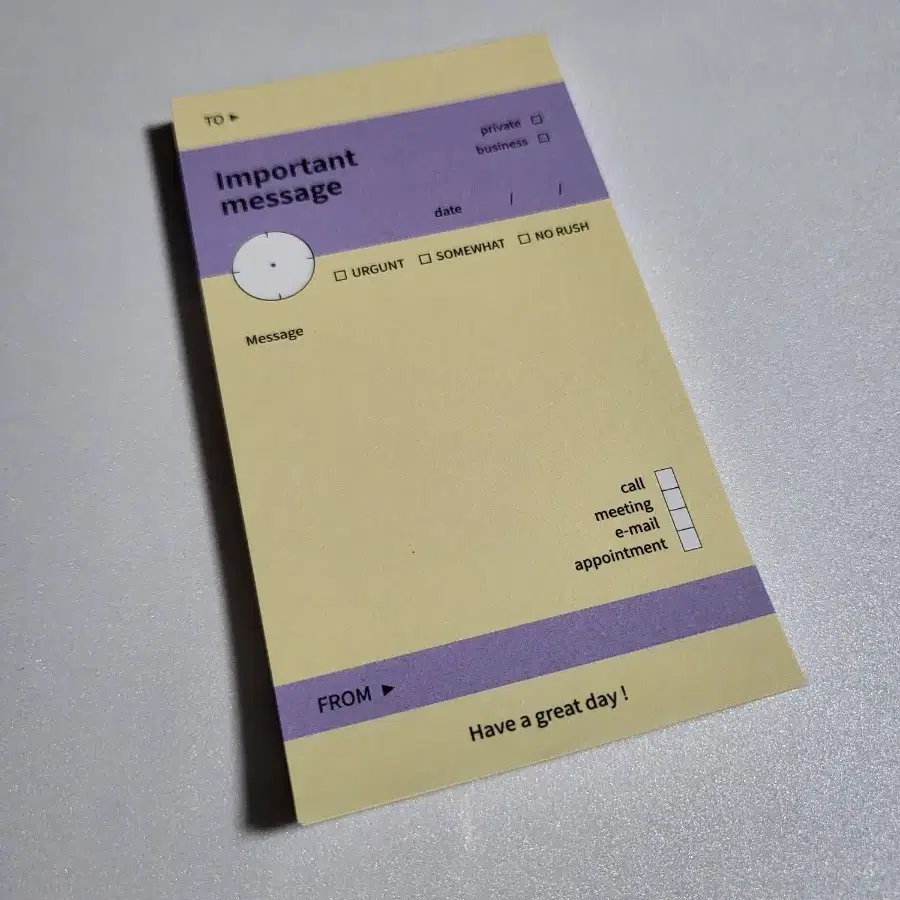 TO ▶
private □
business □
Important
message
date / /
□ URGUNT □ SOMEWHAT □ NO RUSH
Message
call
meeting
e-mail
appointment
FROM ▶
Have a great day !